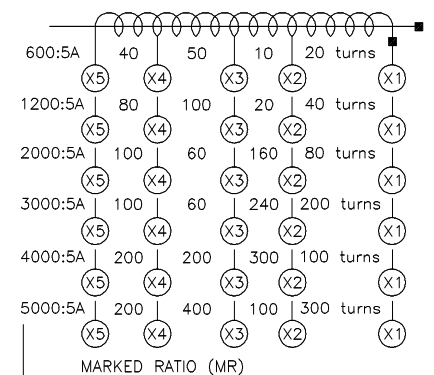 600:5A 40 50 10 20 turns
X5 X4 X3 X2 X1
1200:5A 80 100 20 40 turns
X5 X4 X3 X2 X1
2000:5A 100 60 160 80 turns
X5 X4 X3 X2 X1
3000:5A 100 60 240 200 turns
X5 X4 X3 X2 X1
4000:5A 200 200 300 100 turns
X5 X4 X3 X2 X1
5000:5A 200 400 100 300 turns
X5 X4 X3 X2 X1
MARKED RATIO (MR)